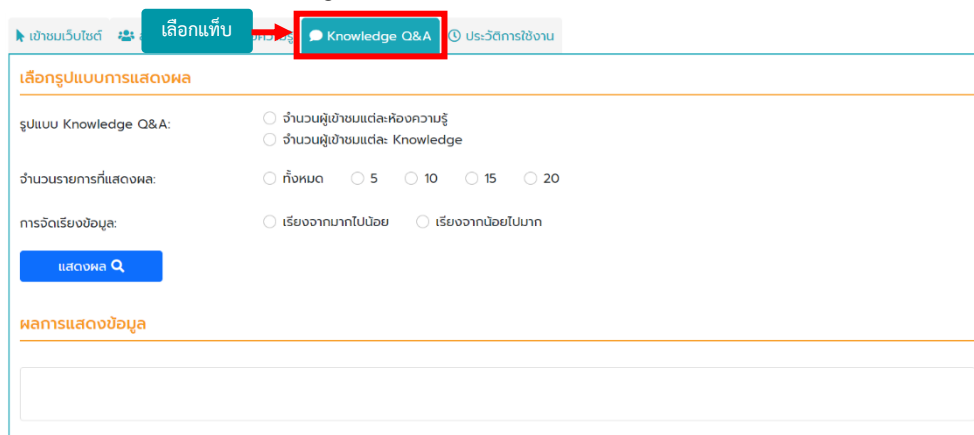 เข้าชมเว็บไซต์ เลือกแท็บ Knowledge Q&A ประวัติการใช้งาน
เลือกรูปแบบการแสดงผล
รูปแบบ Knowledge Q&A: จำนวนผู้เข้าชมแต่ละห้องความรู้
จำนวนผู้เข้าชมแต่ละ Knowledge
จำนวนรายการที่แสดงผล: ทั้งหมด 5 10 15 20
การจัดเรียงข้อมูล: เรียงจากมากไปน้อย เรียงจากน้อยไปมาก
แสดงผล
ผลการแสดงข้อมูล